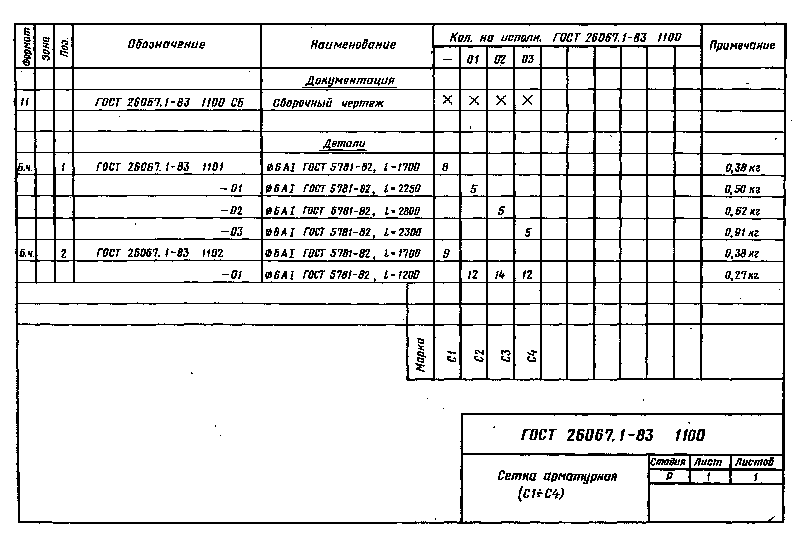 Формат Зона Поз. Обозначение Наименование Кол. на исполн. ГОСТ 26067.1-83 1100 Примечание
— 01 02 03
Документация
11 ГОСТ 26067.1-83 1100 СБ Сборочный чертеж × × × ×
Детали
Б.ч. 1 ГОСТ 26067.1-83 1101 Ф6АI ГОСТ 5781-82, l=1700 8 0,38 кг
-01 Ф6АI ГОСТ 5781-82, l=2250 5 0,50 кг
-02 Ф6АI ГОСТ 5781-82, l=2800 5 0,62 кг
-03 Ф8АI ГОСТ 5781-82, l=2300 5 0,91 кг
Б.ч. 2 ГОСТ 26067.1-83 1102 Ф6АI ГОСТ 5781-82, l=1700 9 0,38 кг
-01 Ф6АI ГОСТ 5781-82, l=1200 12 14 12 0,27 кг
Марка С1 С2 С3 С4
ГОСТ 26067.1-83 1100
Сетка арматурная
(С1÷С4)
Стадия Лист Листов
Р 1 1